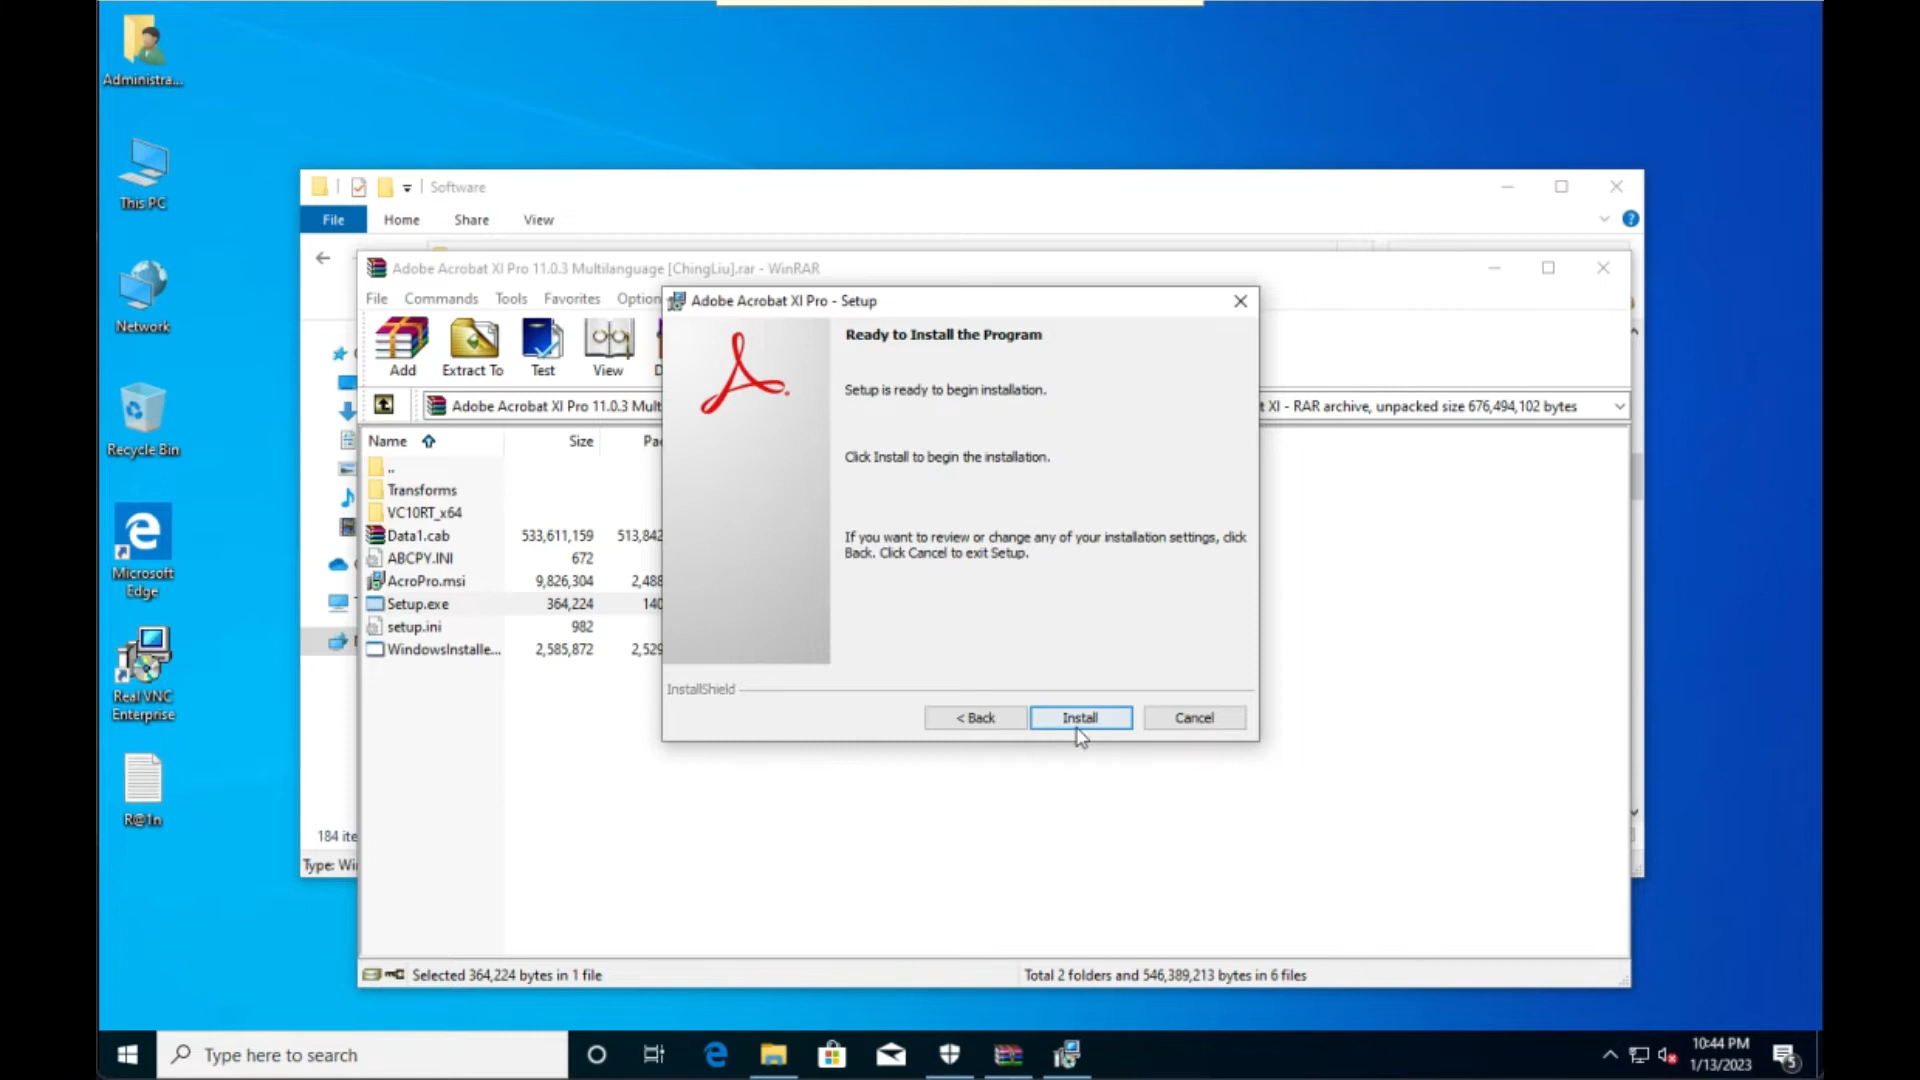 Administra...
This PC
Network
Recycle Bin
Microsoft
Edge
Real VNC
Enterprise
R@1n
Software
File
Home
Share
View
Adobe Acrobat XI Pro 11.0.3 Multilanguage [ChingLiu].rar - WinRAR
File
Commands
Tools
Favorites
Option
Add
Extract To
Test
View
D
Adobe Acrobat XI Pro 11.0.3 Mult
t XI - RAR archive, unpacked size 676,494,102 bytes
Name
Size
Pa
..
Transforms
VC10RT_x64
Data1.cab 533,611,159 513,842
ABCPY.INI 672
AcroPro.msi 9,826,304 2,488
Setup.exe 364,224 140
setup.ini 982
WindowsInstalle... 2,585,872 2,529
184 ite
Type: Wi
Selected 364,224 bytes in 1 file
Total 2 folders and 546,389,213 bytes in 6 files
Adobe Acrobat XI Pro - Setup
Ready to Install the Program
Setup is ready to begin installation.
Click Install to begin the installation.
If you want to review or change any of your installation settings, click
Back. Click Cancel to exit Setup.
InstallShield
< Back
Install
Cancel
Type here to search
10:44 PM
1/13/2023
5